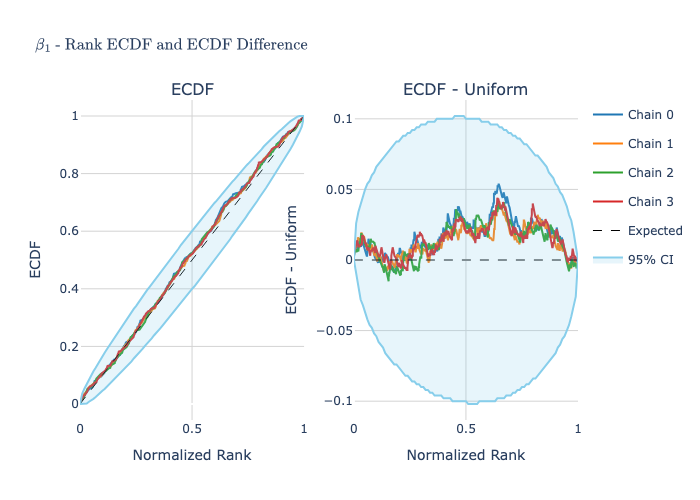 β₁ - Rank ECDF and ECDF Difference
ECDF
ECDF
1
0.8
0.6
0.4
0.2
0
0
0.5
1
Normalized Rank
ECDF - Uniform
ECDF - Uniform
0.1
0.05
0
−0.05
−0.1
0
0.5
1
Normalized Rank
Chain 0
Chain 1
Chain 2
Chain 3
Expected
95% CI